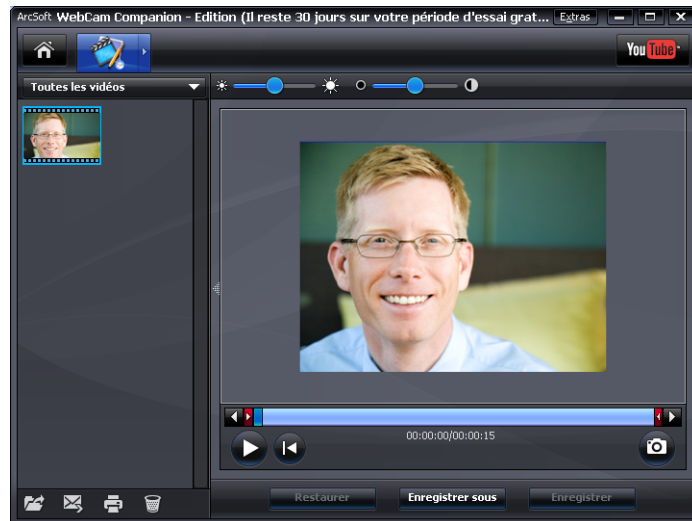 ArcSoft WebCam Companion - Edition (Il reste 30 jours sur votre période d'essai grat... Extras
You Tube
Toutes les vidéos
00:00:00/00:00:15
Restaurer Enregistrer sous Enregistrer